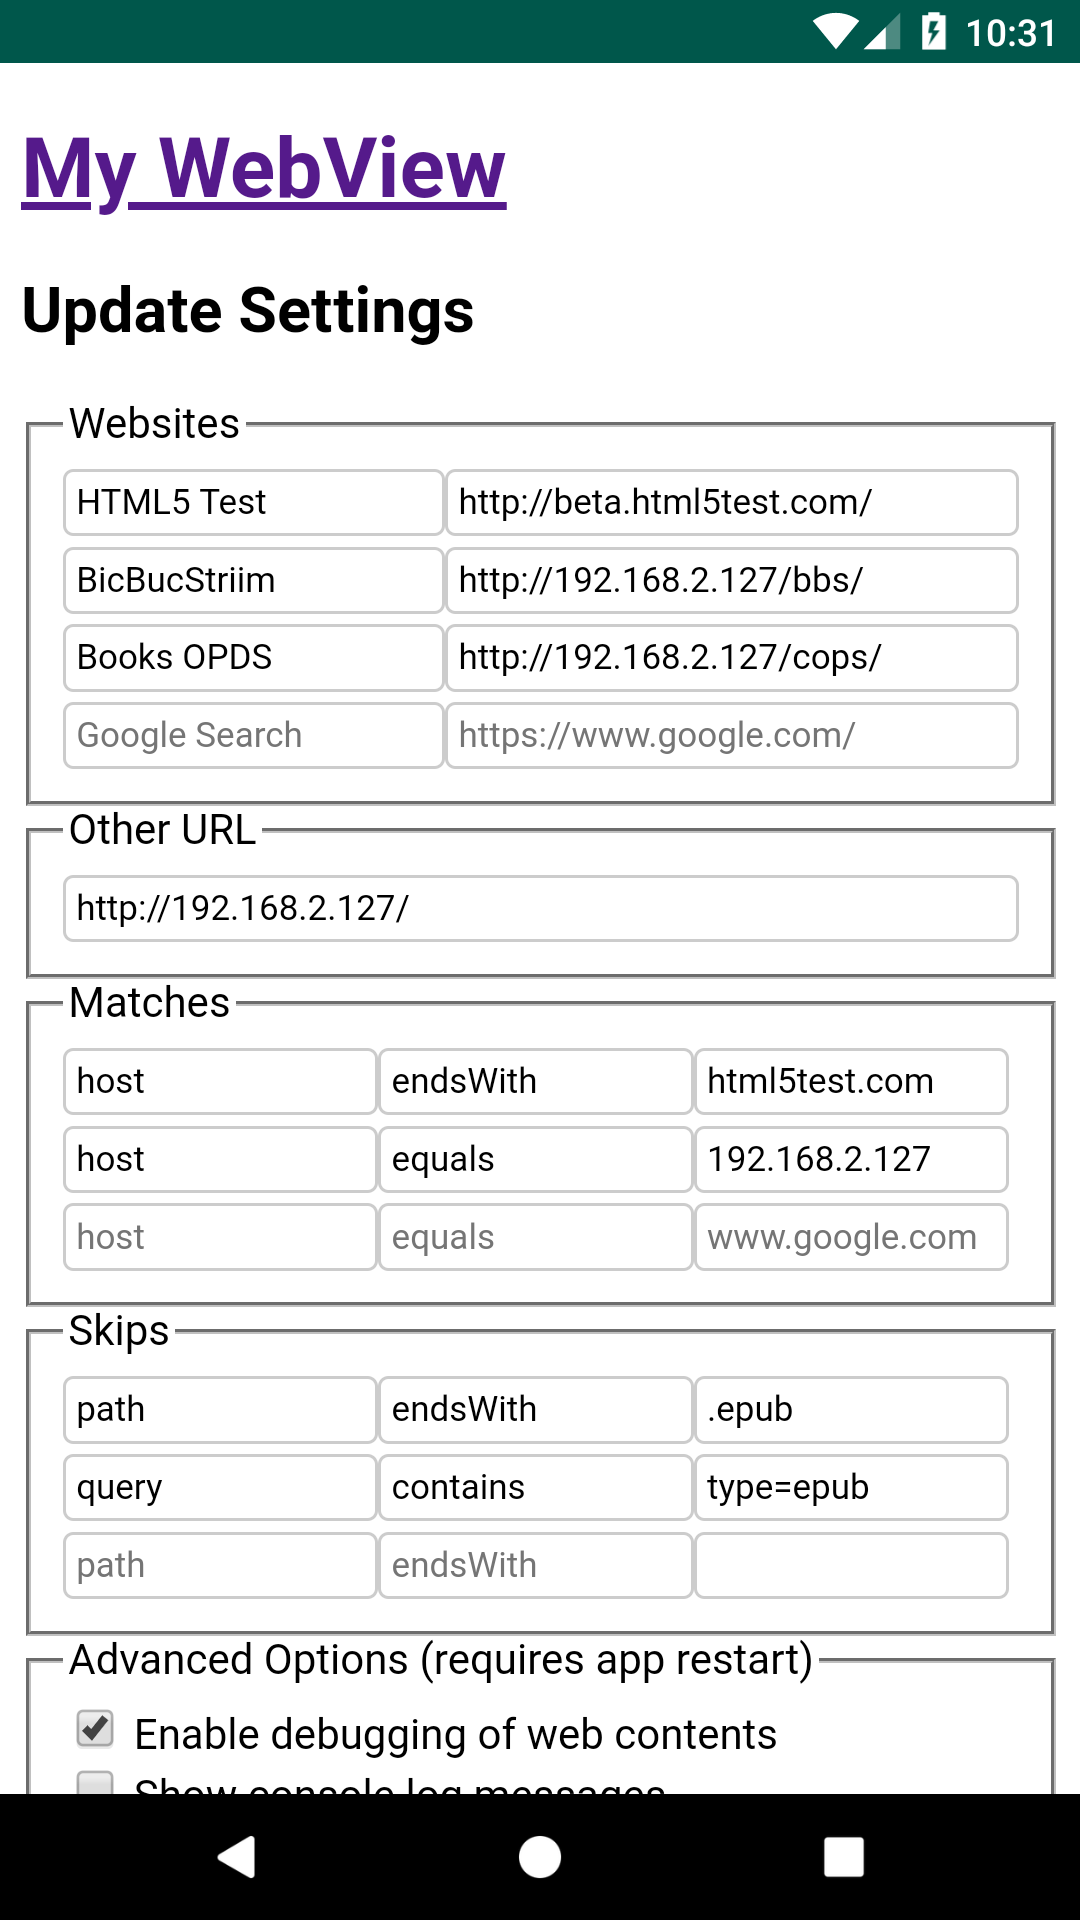 10:31
My WebView
Update Settings
Websites
HTML5 Test http://beta.html5test.com/
BicBucStriim http://192.168.2.127/bbs/
Books OPDS http://192.168.2.127/cops/
Google Search https://www.google.com/
Other URL
http://192.168.2.127/
Matches
host endsWith html5test.com
host equals 192.168.2.127
host equals www.google.com
Skips
path endsWith .epub
query contains type=epub
path endsWith
Advanced Options (requires app restart)
Enable debugging of web contents
Show console log messages